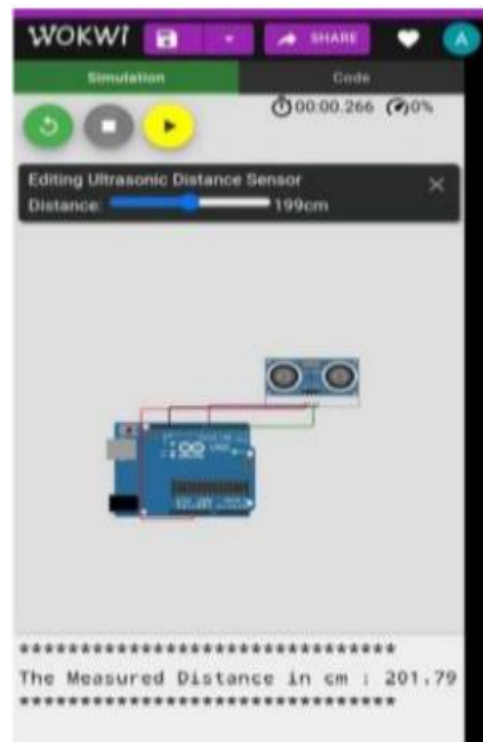 WOKWI SHARE A
Simulation Code
00:00.266 0%
Editing Ultrasonic Distance Sensor
Distance: 199cm
UNO
********************************
The Measured Distance in cm : 201.79
********************************